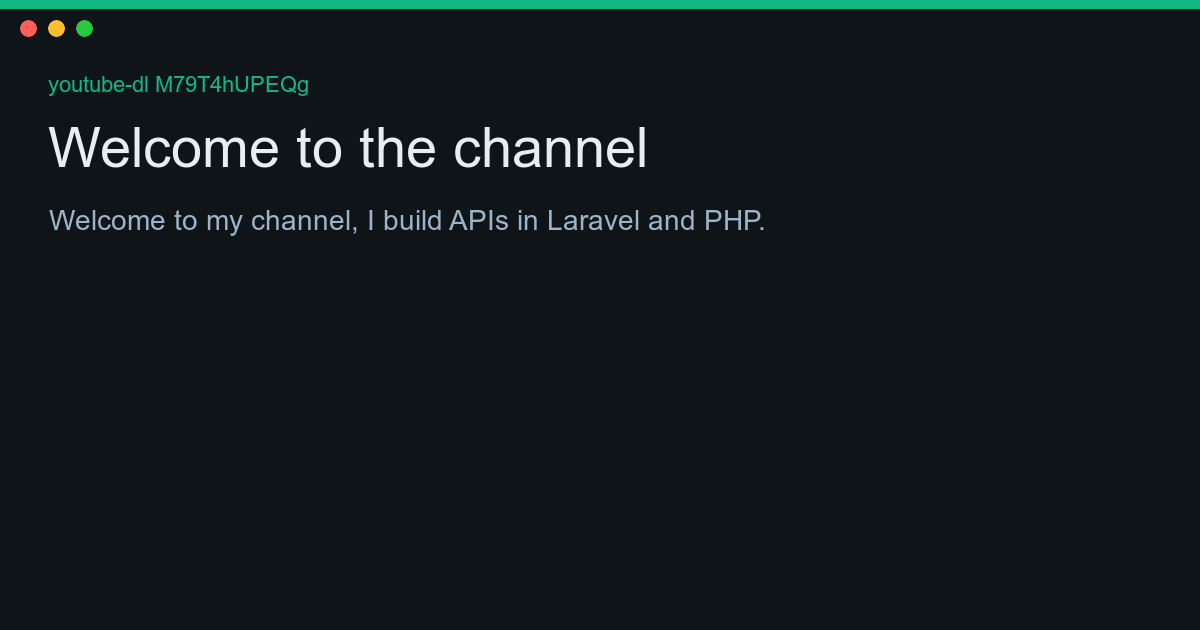 youtube-dl M79T4hUPEQg
Welcome to the channel
Welcome to my channel, I build APIs in Laravel and PHP.